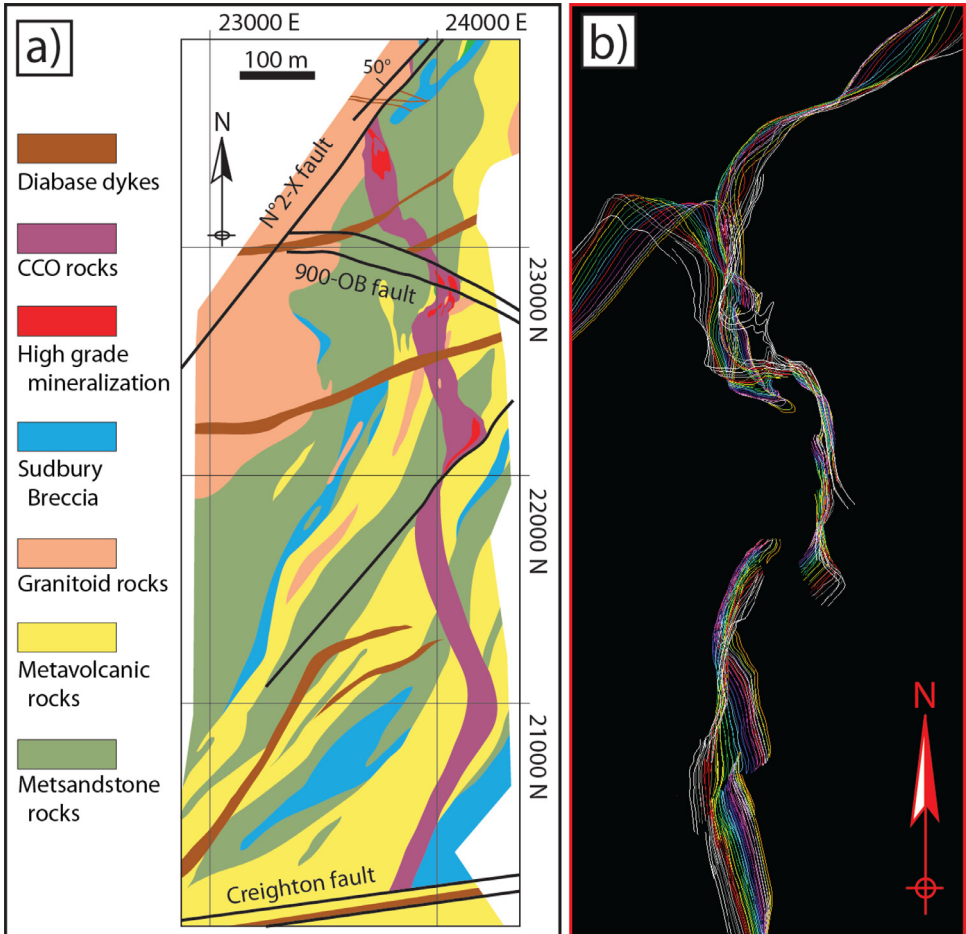 a)
23000 E
24000 E
100 m
50°
N
N°2-X fault
900-OB fault
23000 N
22000 N
21000 N
Creighton fault
Diabase dykes
CCO rocks
High grade
mineralization
Sudbury
Breccia
Granitoid rocks
Metavolcanic
rocks
Metsandstone
rocks
b)
N